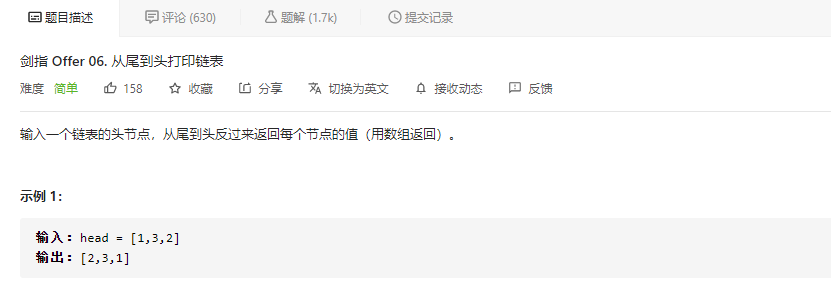 题目描述 评论 (630) 题解 (1.7k) 提交记录
剑指 Offer 06. 从尾到头打印链表
难度 简单 158 收藏 分享 切换为英文 接收动态 反馈
输入一个链表的头节点，从尾到头反过来返回每个节点的值（用数组返回）。
示例 1：
输入：head = [1,3,2]
输出：[2,3,1]